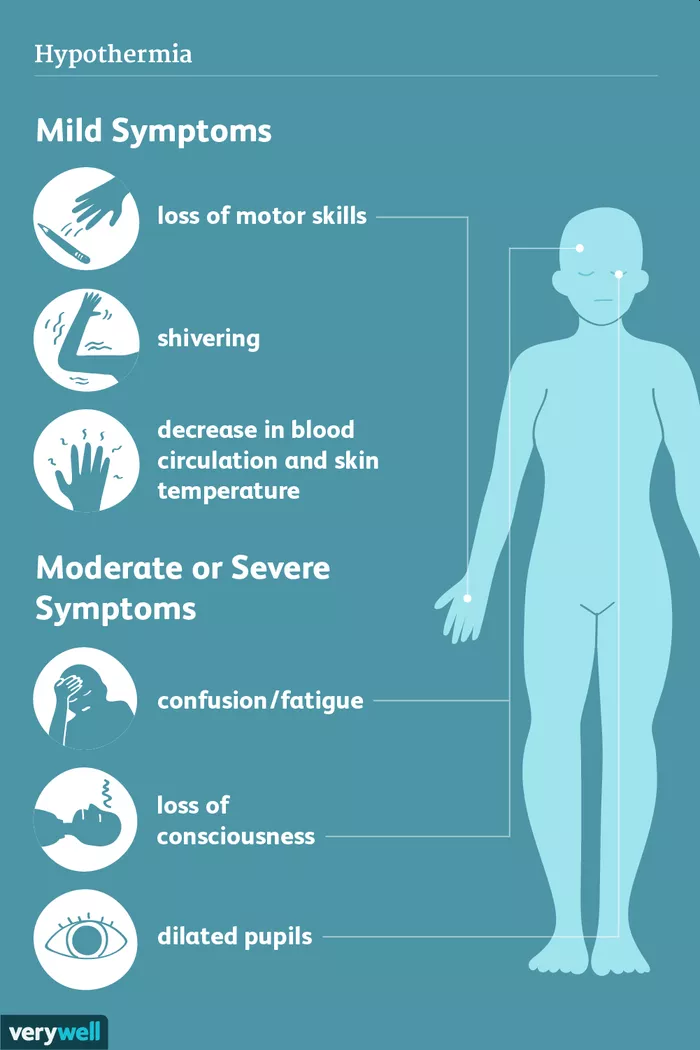 Hypothermia
Mild Symptoms
loss of motor skills
shivering
decrease in blood
circulation and skin
temperature
Moderate or Severe
Symptoms
confusion/fatigue
loss of
consciousness
dilated pupils
verywell